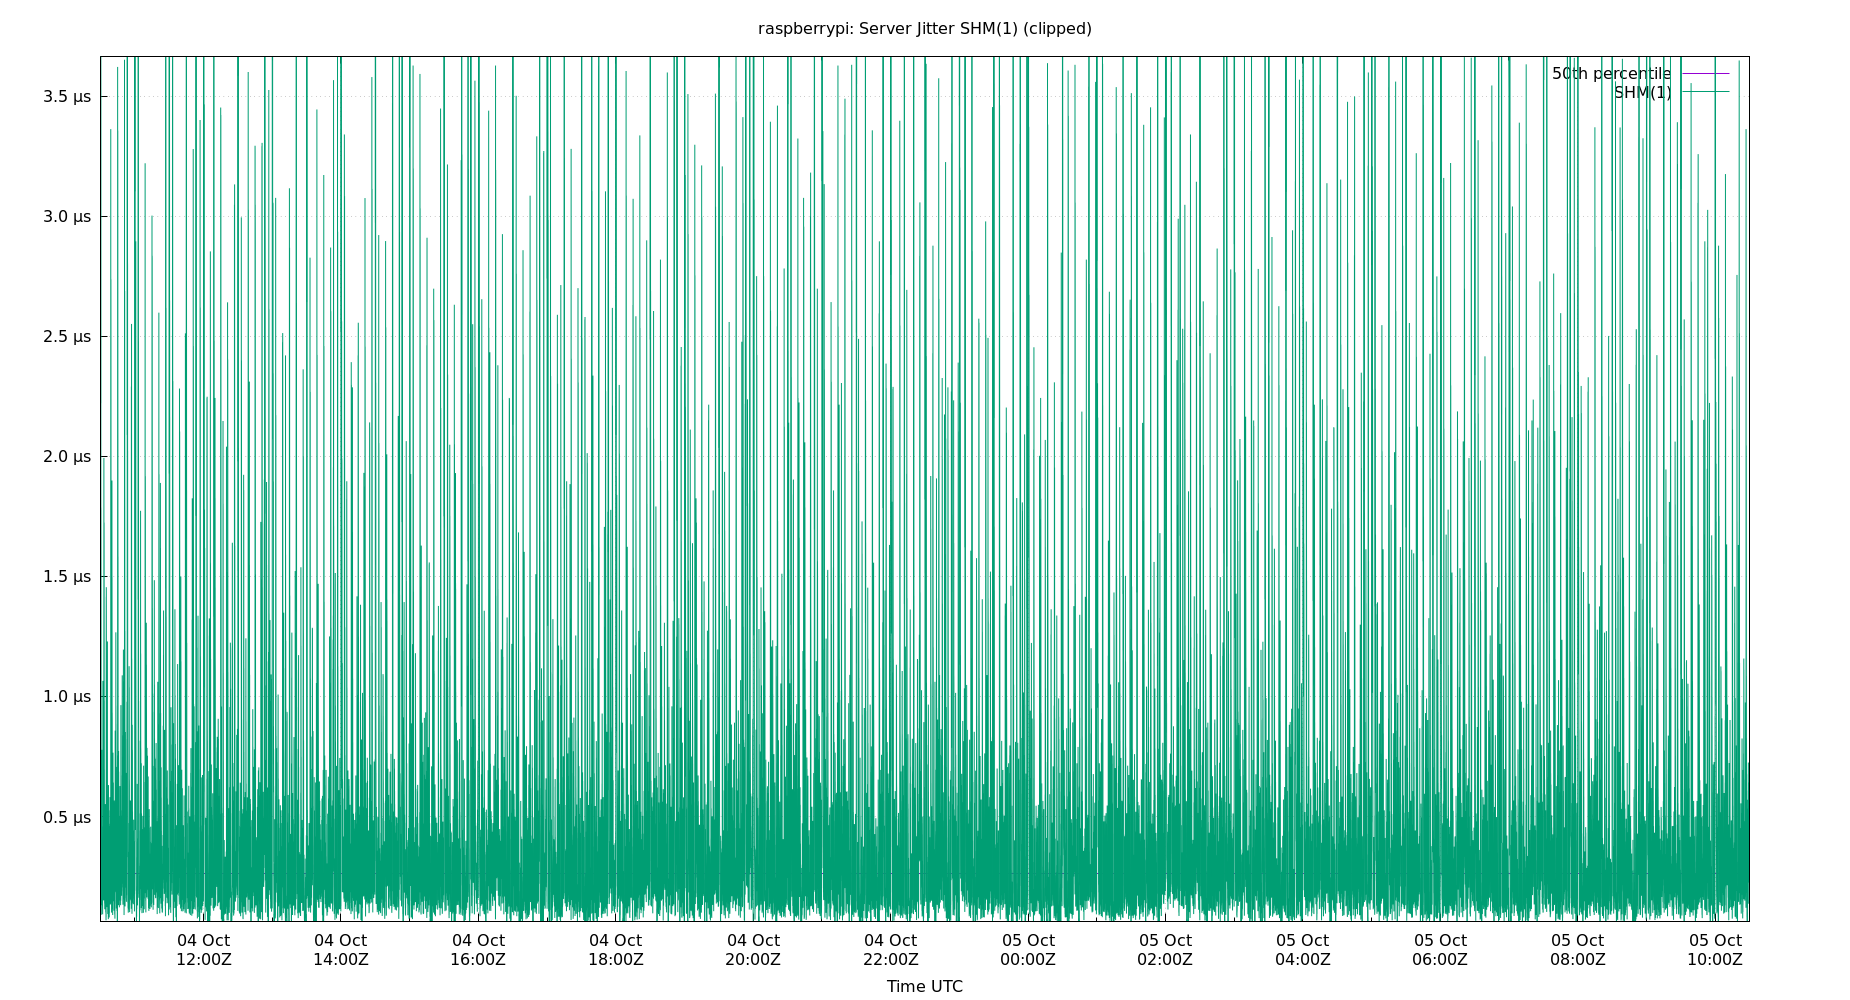 raspberrypi: Server Jitter SHM(1) (clipped)
50th percentile
SHM(1)
3.5 μs
3.0 μs
2.5 μs
2.0 μs
1.5 μs
1.0 μs
0.5 μs
04 Oct 04 Oct 04 Oct 04 Oct 04 Oct 04 Oct 05 Oct 05 Oct 05 Oct 05 Oct 05 Oct 05 Oct
12:00Z 14:00Z 16:00Z 18:00Z 20:00Z 22:00Z 00:00Z 02:00Z 04:00Z 06:00Z 08:00Z 10:00Z
Time UTC